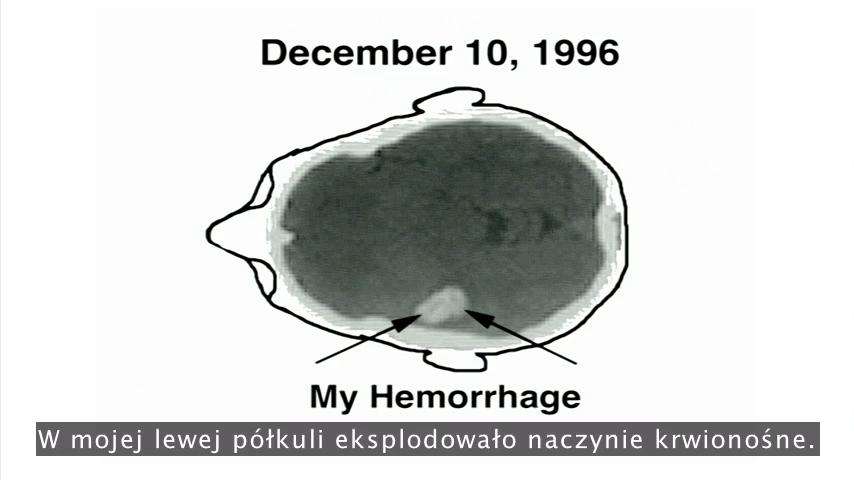 December 10, 1996
My Hemorrhage
W mojej lewej półkuli eksplodowało naczynie krwionośne.